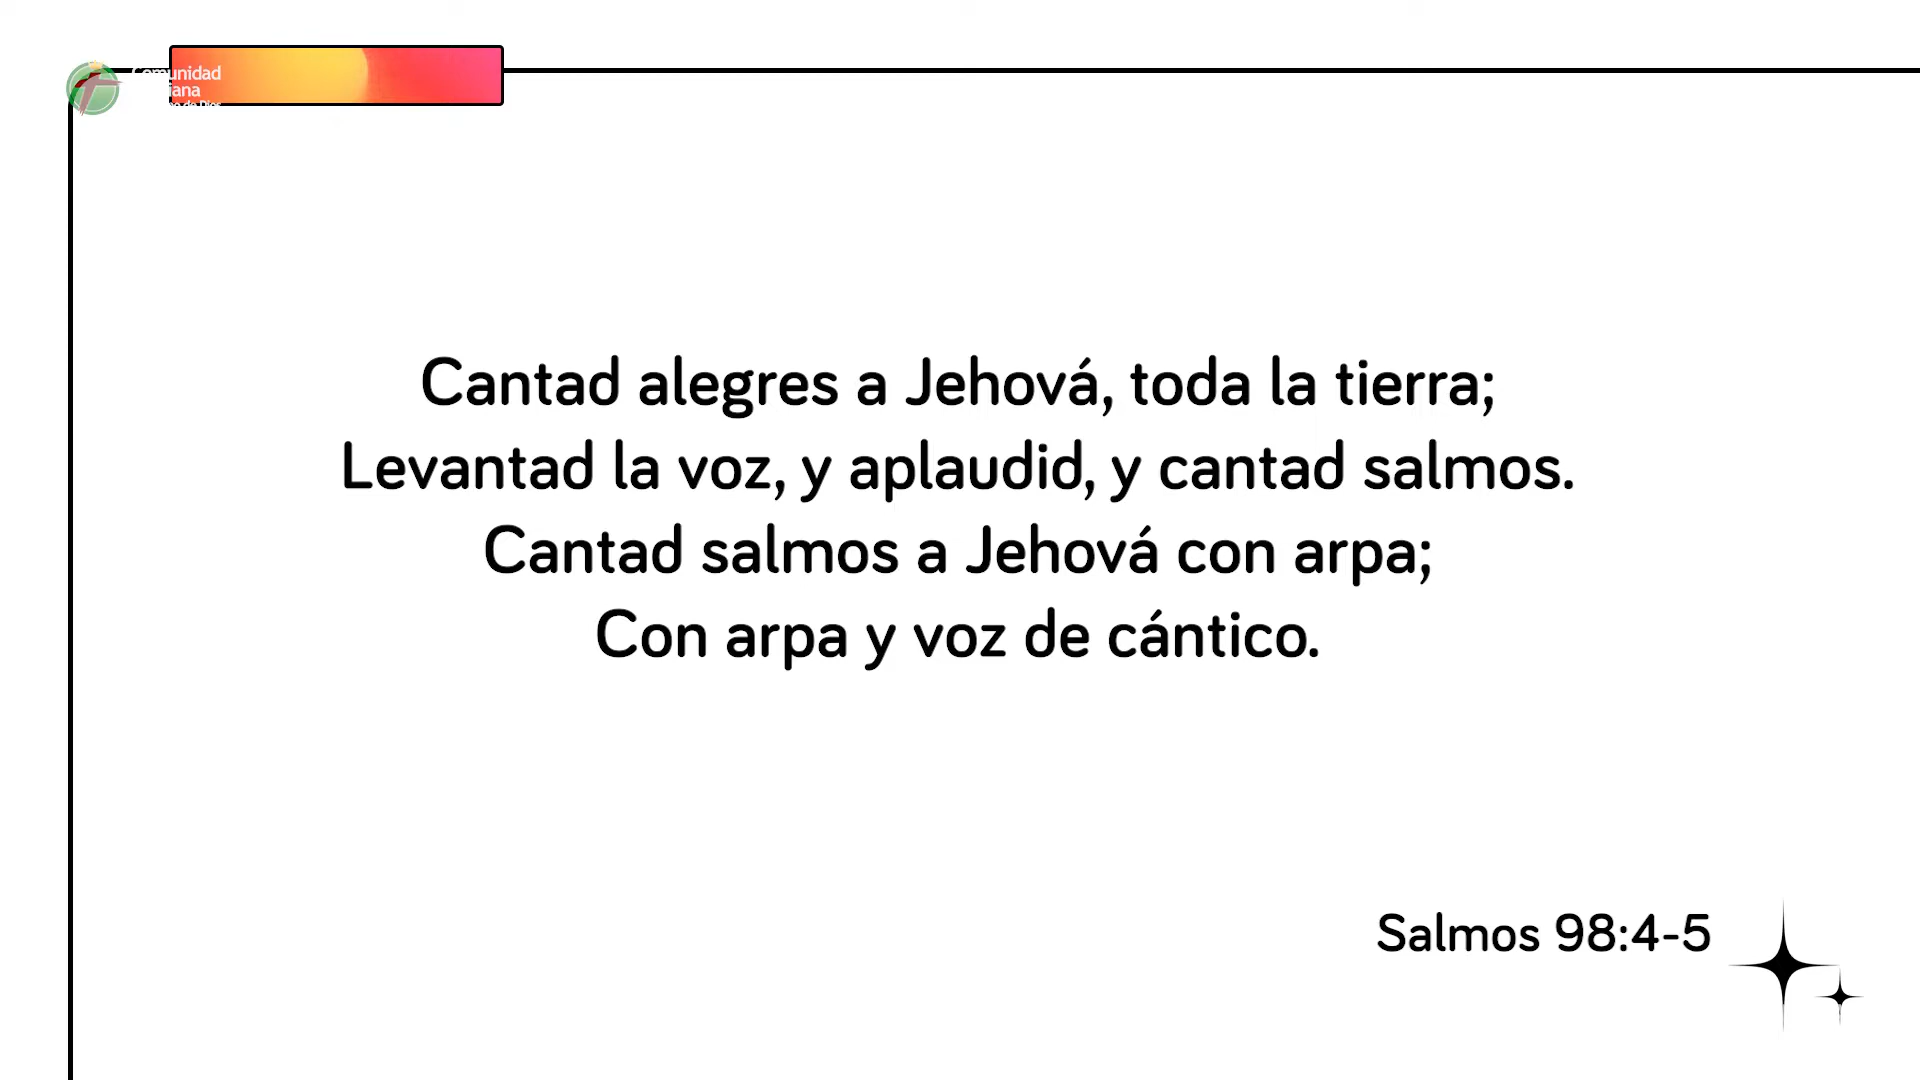 Comunidad
Cantad alegres a Jehová, toda la tierra;
Levantad la voz, y aplaudid, y cantad salmos.
Cantad salmos a Jehová con arpa;
Con arpa y voz de cántico.
Salmos 98:4-5